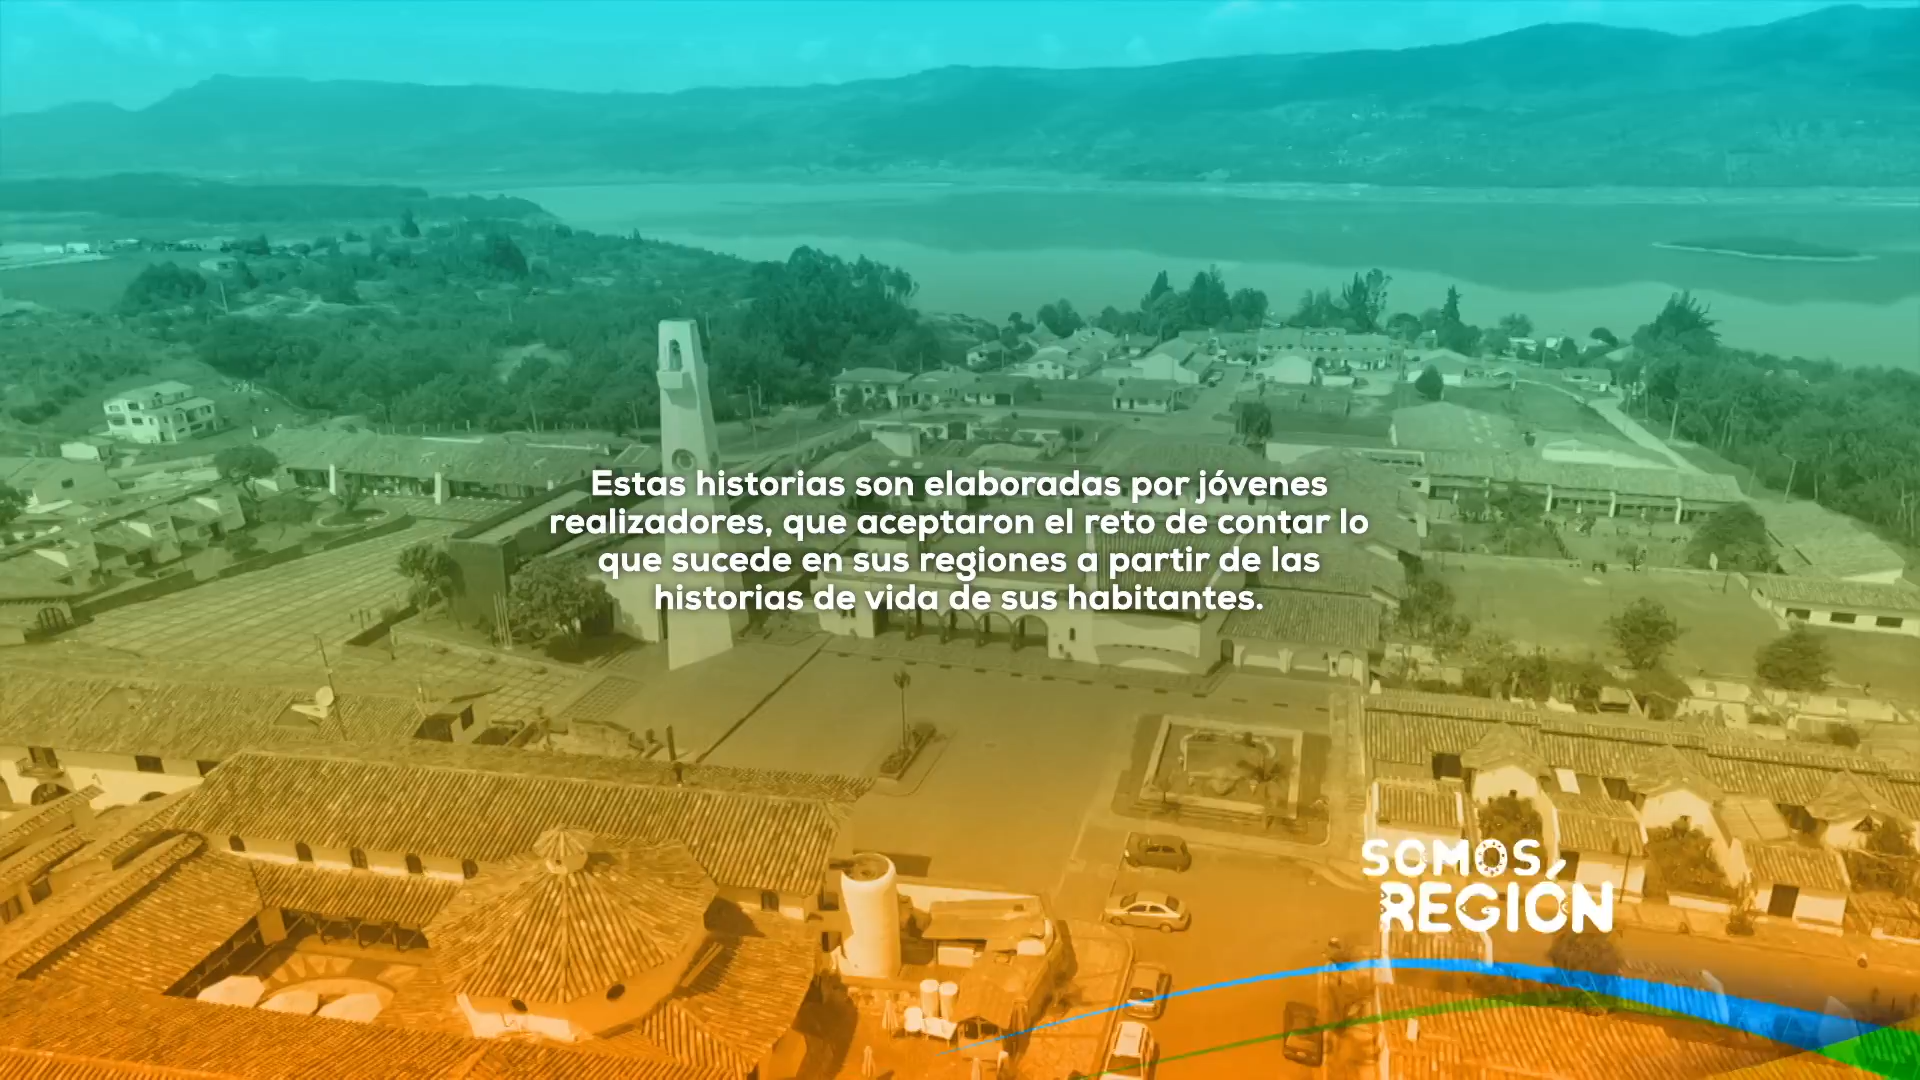 Estas historias son elaboradas por jóvenes
realizadores, que aceptaron el reto de contar lo
que sucede en sus regiones a partir de las
historias de vida de sus habitantes.
SOMOS
REGIÓN